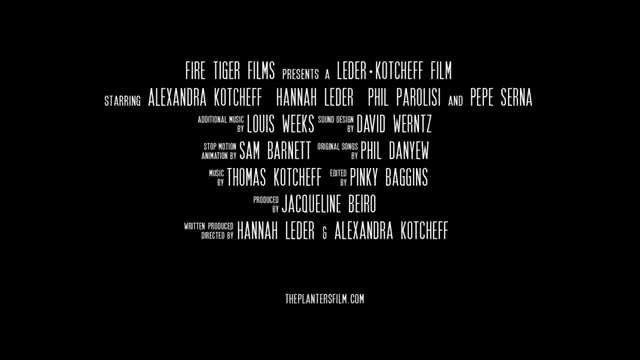 FIRE TIGER FILMS PRESENTS A LEDER • KOTCHEFF FILM
STARRING ALEXANDRA KOTCHEFF HANNAH LEDER PHIL PAROLISI AND PEPE SERNA
ADDITIONAL MUSIC BY LOUIS WEEKS SOUND DESIGN BY DAVID WERNTZ
STOP MOTION ANIMATION BY SAM BARNETT ORIGINAL SONGS BY PHIL DANYEW
MUSIC BY THOMAS KOTCHEFF EDITED BY PINKY BAGGINS
PRODUCED BY JACQUELINE BEIRO
WRITTEN PRODUCED DIRECTED BY HANNAH LEDER & ALEXANDRA KOTCHEFF
THEPLANTERSFILM.COM